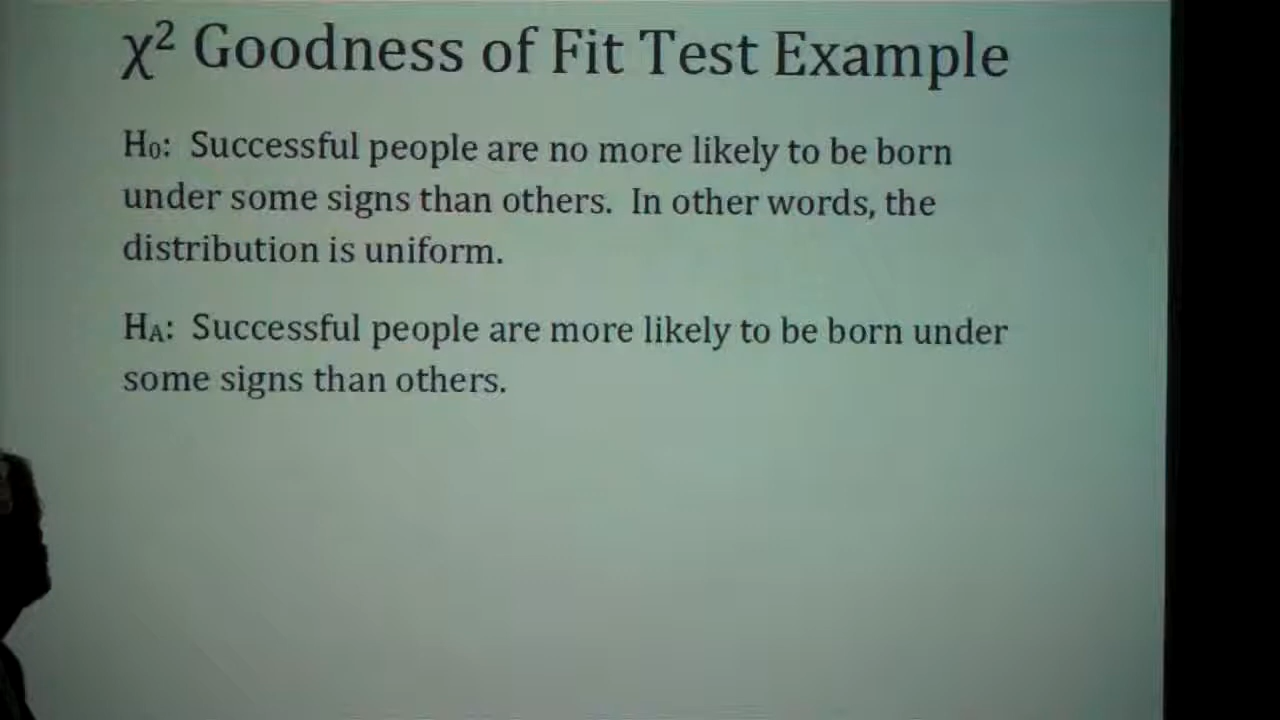 χ² Goodness of Fit Test Example
H₀: Successful people are no more likely to be born
under some signs than others. In other words, the
distribution is uniform.
Hᴀ: Successful people are more likely to be born under
some signs than others.